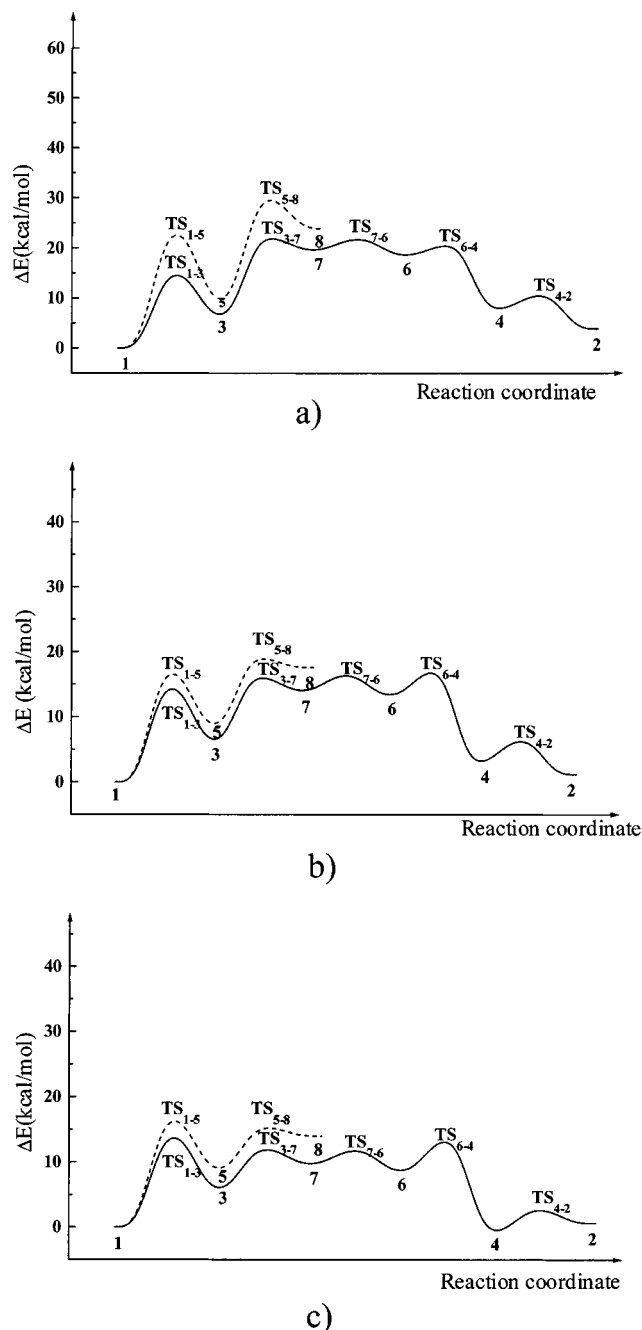 60
50
40
30
20
10
0
ΔE(kcal/mol)
TS5-8
TS1-5
TS3-7
TS7-6
TS6-4
TS1-3
8
7
6
5
3
TS4-2
4
2
1
Reaction coordinate
a)
40
30
20
10
0
ΔE (kcal/mol)
TS5-8
TS1-5
TS3-7
TS7-6
TS6-4
8
7
6
TS1-3
5
3
TS4-2
4
2
1
Reaction coordinate
b)
40
30
20
10
0
ΔE(kcal/mol)
TS1-5
TS5-8
TS3-7
TS7-6
TS6-4
8
7
6
TS1-3
5
3
TS4-2
1
4
2
Reaction coordinate
c)